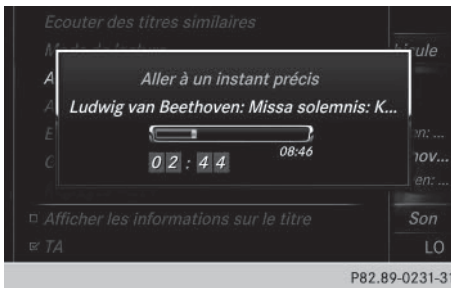 Ecouter des titres similaires
Aller à un instant précis
Ludwig van Beethoven: Missa solemnis: K...
08:46
02:44
Afficher les informations sur le titre
Son
TA
LO
P82.89-0231-31